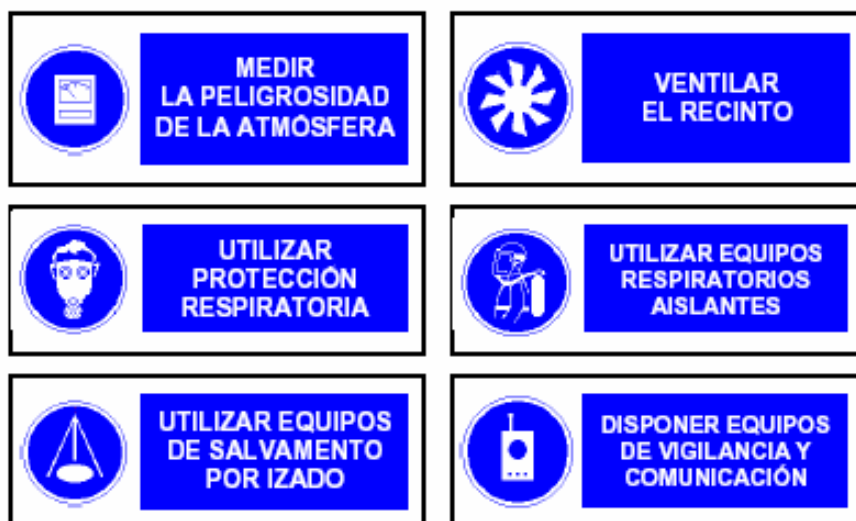 MEDIR
LA PELIGROSIDAD
DE LA ATMÓSFERA
VENTILAR
EL RECINTO
UTILIZAR
PROTECCIÓN
RESPIRATORIA
UTILIZAR EQUIPOS
RESPIRATORIOS
AISLANTES
UTILIZAR EQUIPOS
DE SALVAMENTO
POR IZADO
DISPONER EQUIPOS
DE VIGILANCIA Y
COMUNICACIÓN